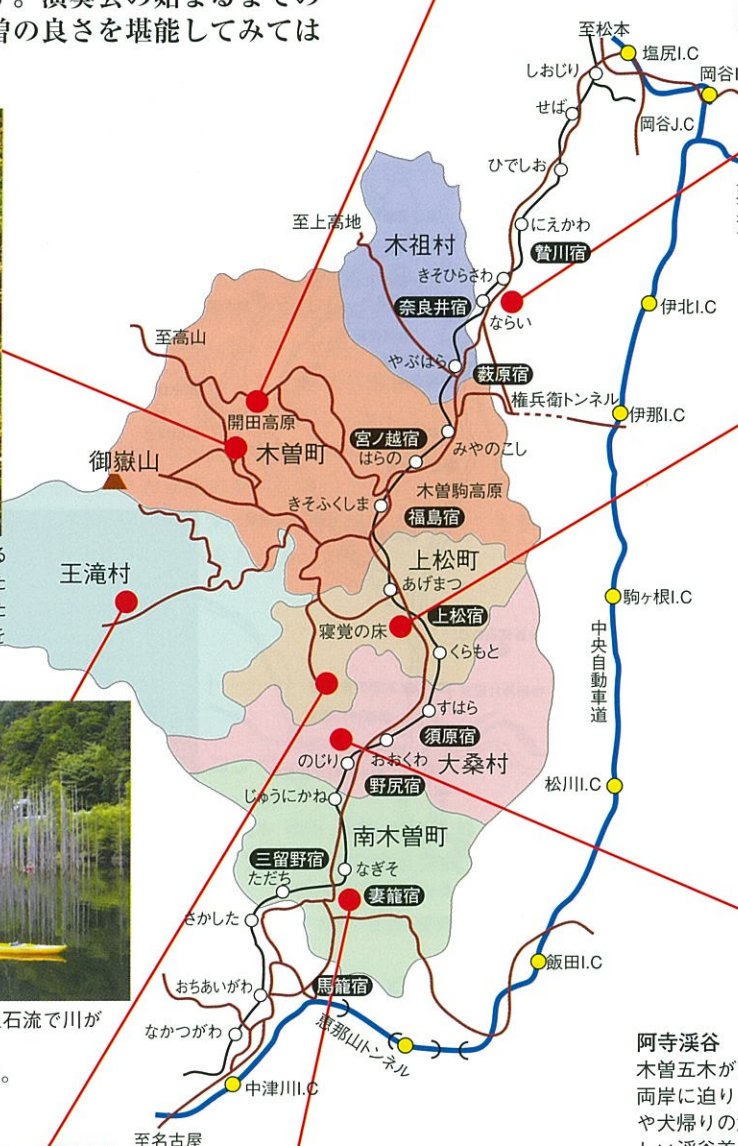 。演奏会の始まるまでの
曽の良さを堪能してみては
至松本
塩尻I.C
しおじり
岡谷I
せば
岡谷J.C
ひでしお
至上高地
にえかわ
木祖村
贄川宿
きそひらさわ
奈良井宿
伊北I.C
ならい
至高山
やぶはら
藪原宿
権兵衛トンネル
伊那I.C
開田高原
宮ノ越宿
木曽町
みやのこし
はらの
御嶽山
木曽駒高原
きそふくしま
福島宿
上松町
王滝村
あげまつ
駒ヶ根I.C
上松宿
寝覚の床
中央自動車道
くらもと
すはら
須原宿
のじり
おおくわ
大桑村
野尻宿
松川I.C
じゅうにかね
南木曽町
三留野宿
なぎそ
ただち
妻籠宿
さかした
飯田I.C
おちあいがわ
馬籠宿
石流で川が
なかつがわ
恵那山トンネル
。
中津川I.C
至名古屋
阿寺渓谷
木曽五木が
両岸に迫り
や犬帰りの